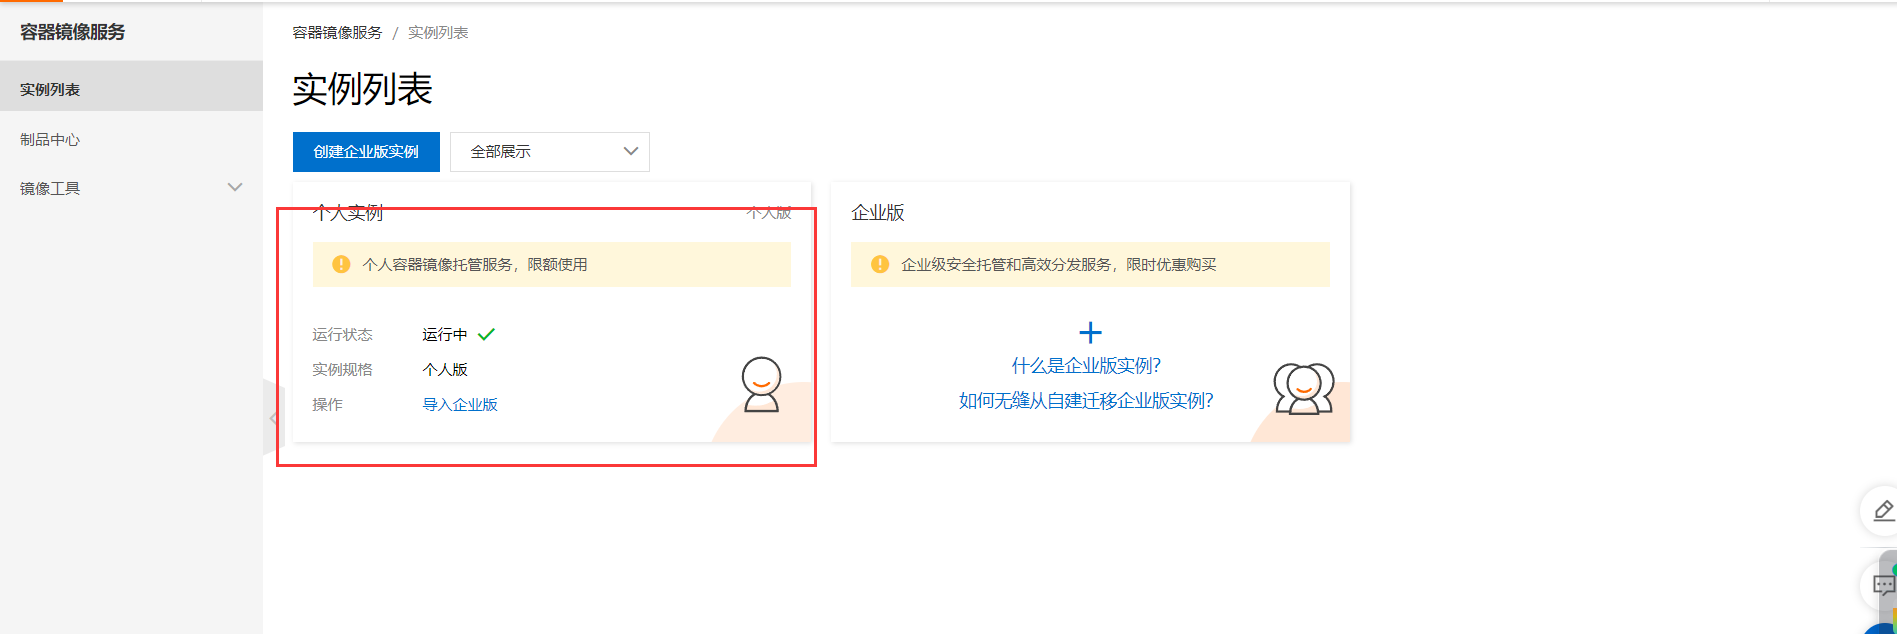 容器镜像服务
实例列表
制品中心
镜像工具
容器镜像服务 / 实例列表
实例列表
创建企业版实例
全部展示
个人实例
个人版
个人容器镜像托管服务，限额使用
运行状态 运行中
实例规格 个人版
操作 导入企业版
企业版
企业级安全托管和高效分发服务，限时优惠购买
什么是企业版实例?
如何无缝从自建迁移企业版实例?